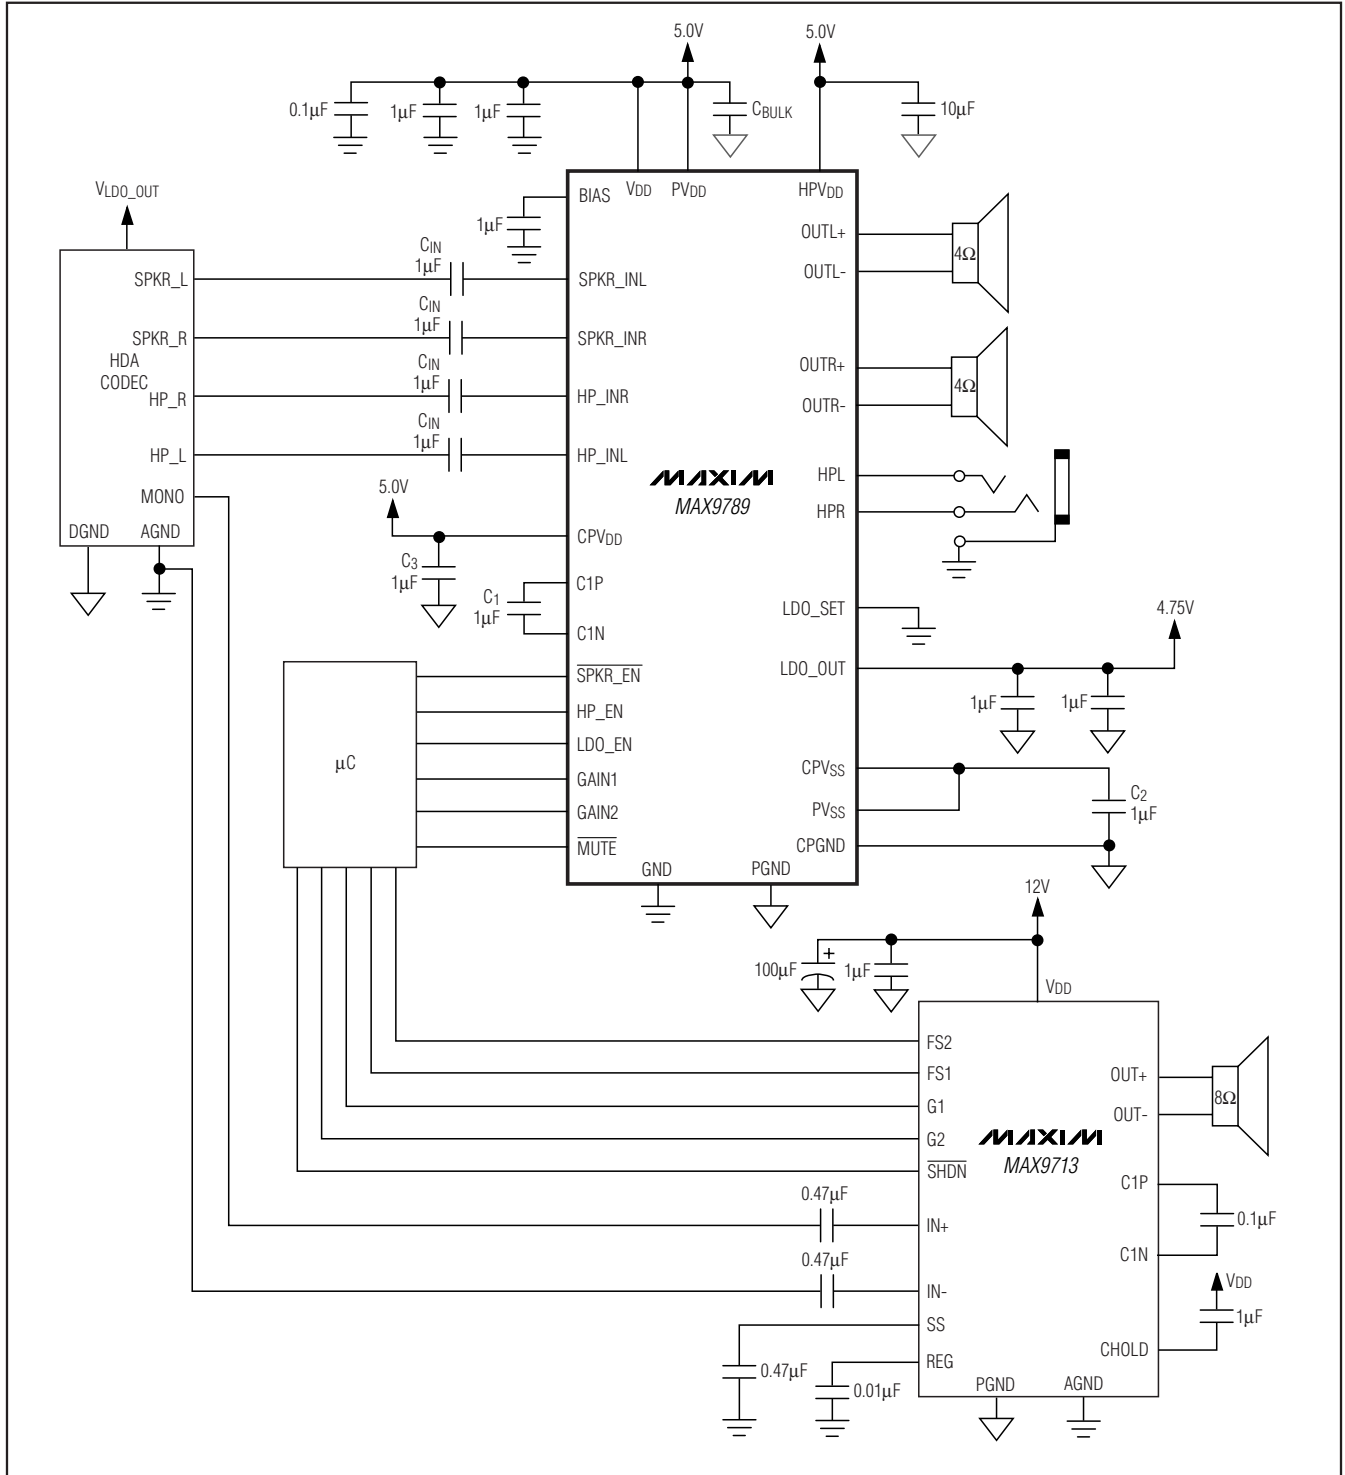 5.0V
5.0V
0.1µF
1µF
1µF
CBULK
10µF
VLDO_OUT
BIAS
VDD
PVDD
HPVDD
1µF
OUTL+
OUTL-
4Ω
CIN
1µF
SPKR_L
SPKR_INL
CIN
1µF
SPKR_R
SPKR_INR
HDA
CODEC
CIN
1µF
HP_R
HP_INR
OUTR+
OUTR-
4Ω
CIN
1µF
HP_L
HP_INL
MAXIM
MAX9789
HPL
HPR
MONO
DGND
AGND
5.0V
CPVDD
C3
1µF
C1P
C1
1µF
C1N
LDO_SET
4.75V
LDO_OUT
1µF
1µF
µC
SPKR_EN
HP_EN
LDO_EN
GAIN1
GAIN2
MUTE
CPVSS
PVSS
C2
1µF
CPGND
GND
PGND
12V
100µF
+
1µF
VDD
FS2
FS1
G1
G2
SHDN
OUT+
OUT-
8Ω
MAXIM
MAX9713
C1P
0.1µF
C1N
0.47µF
IN+
0.47µF
IN-
VDD
1µF
CHOLD
SS
0.47µF
REG
0.01µF
PGND
AGND